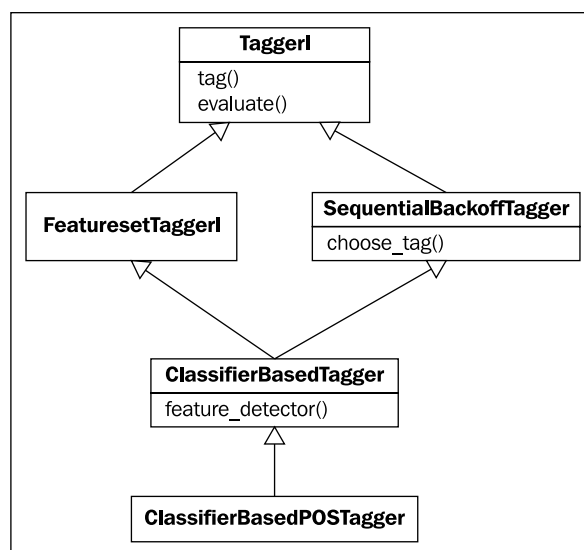 TaggerI
tag()
evaluate()
FeaturesetTaggerI
SequentialBackoffTagger
choose_tag()
ClassifierBasedTagger
feature_detector()
ClassifierBasedPOSTagger